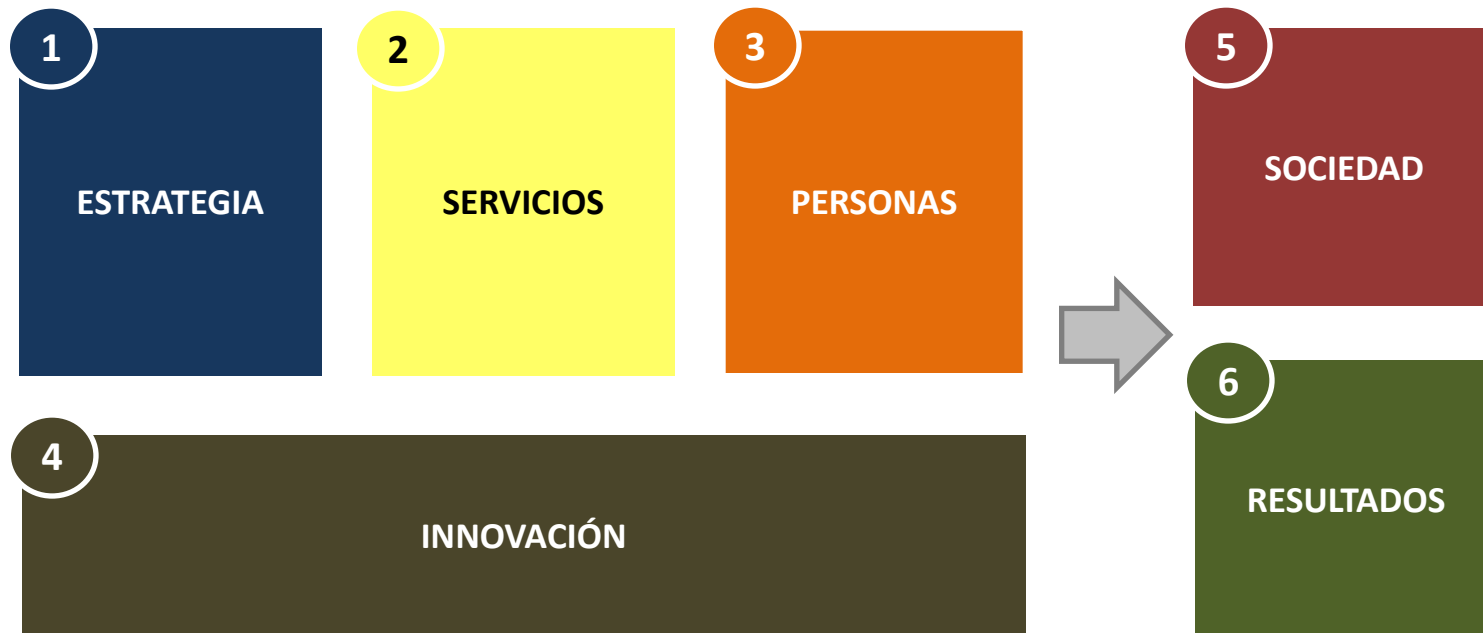 1
ESTRATEGIA
2
SERVICIOS
3
PERSONAS
4
INNOVACIÓN
5
SOCIEDAD
6
RESULTADOS